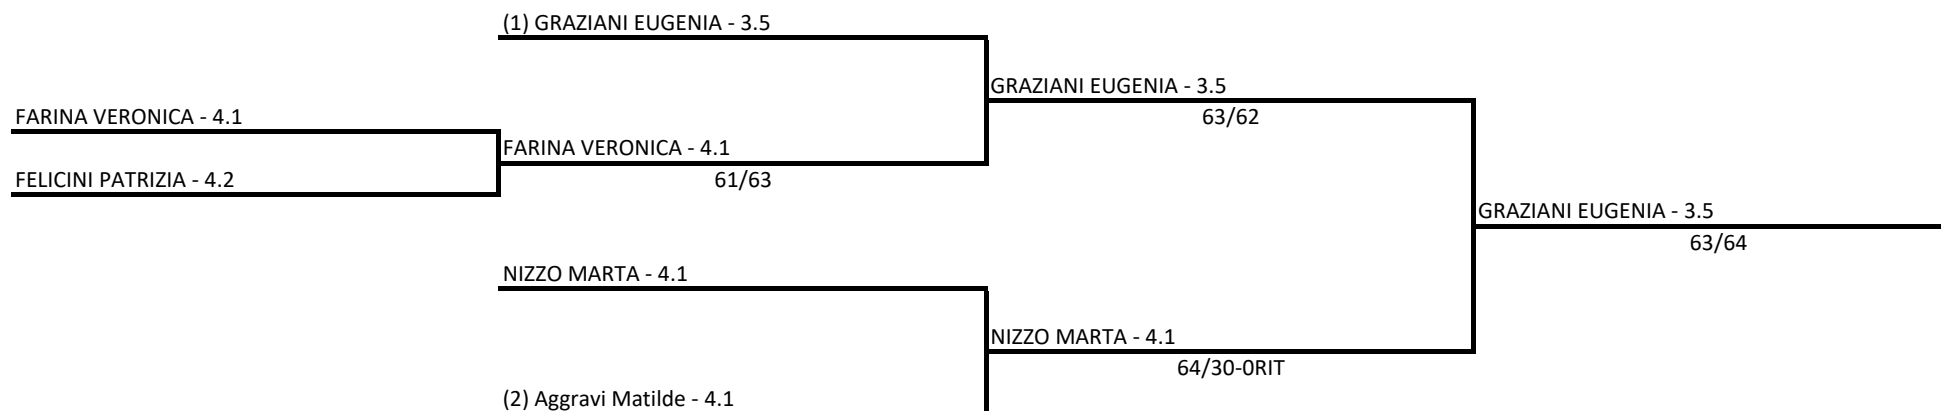 (1) GRAZIANI EUGENIA - 3.5
GRAZIANI EUGENIA - 3.5
63/62
FARINA VERONICA - 4.1
FARINA VERONICA - 4.1
61/63
FELICINI PATRIZIA - 4.2
GRAZIANI EUGENIA - 3.5
63/64
NIZZO MARTA - 4.1
NIZZO MARTA - 4.1
64/30-0RIT
(2) Aggravi Matilde - 4.1